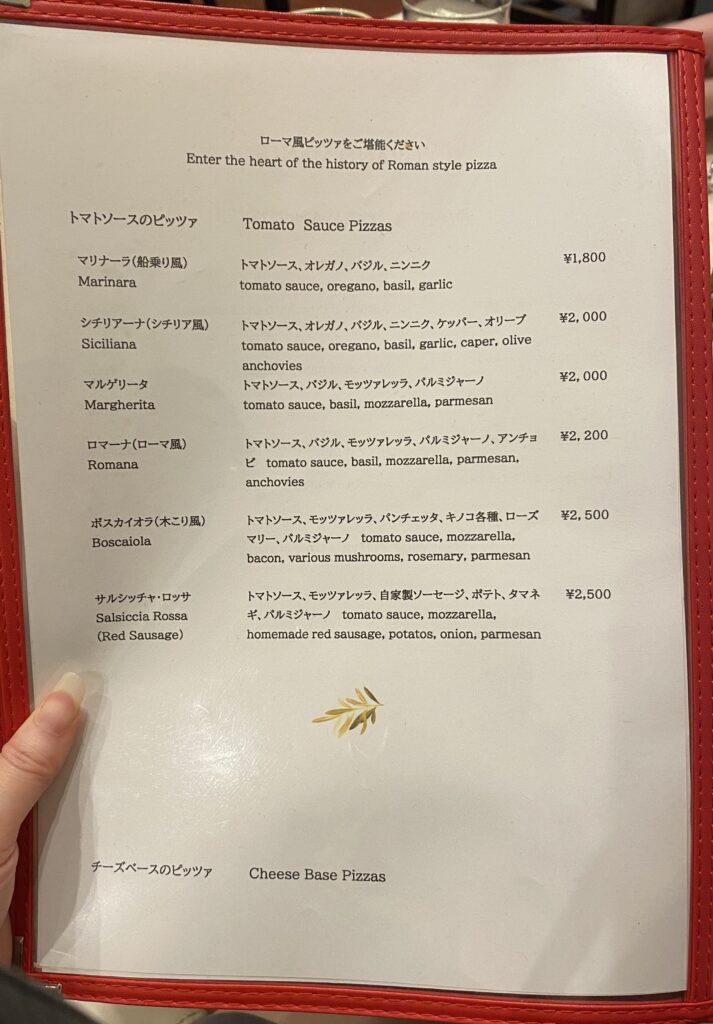 ローマ風ピッツァをご堪能ください
Enter the heart of the history of Roman style pizza
トマトソースのピッツァ Tomato Sauce Pizzas
マリナーラ(船乗り風) トマトソース、オレガノ、バジル、ニンニク ¥1,800
Marinara tomato sauce, oregano, basil, garlic
シチリアーナ(シチリア風) トマトソース、オレガノ、バジル、ニンニク、ケッパー、オリーブ ¥2,000
Siciliana tomato sauce, oregano, basil, garlic, caper, olive
anchovies
マルゲリータ トマトソース、バジル、モッツァレッラ、パルミジャーノ ¥2,000
Margherita tomato sauce, basil, mozzarella, parmesan
ロマーナ(ローマ風) トマトソース、バジル、モッツァレッラ、パルミジャーノ、アンチョ ¥2,200
Romana ビ tomato sauce, basil, mozzarella, parmesan,
anchovies
ボスカイオラ(木こり風) トマトソース、モッツァレッラ、パンチェッタ、キノコ各種、ローズ ¥2,500
Boscaiola マリー、パルミジャーノ tomato sauce, mozzarella,
bacon, various mushrooms, rosemary, parmesan
サルシッチャ・ロッサ トマトソース、モッツァレッラ、自家製ソーセージ、ポテト、タマネ ¥2,500
Salsiccia Rossa ギ、パルミジャーノ tomato sauce, mozzarella,
(Red Sausage) homemade red sausage, potatos, onion, parmesan
チーズベースのピッツァ Cheese Base Pizzas